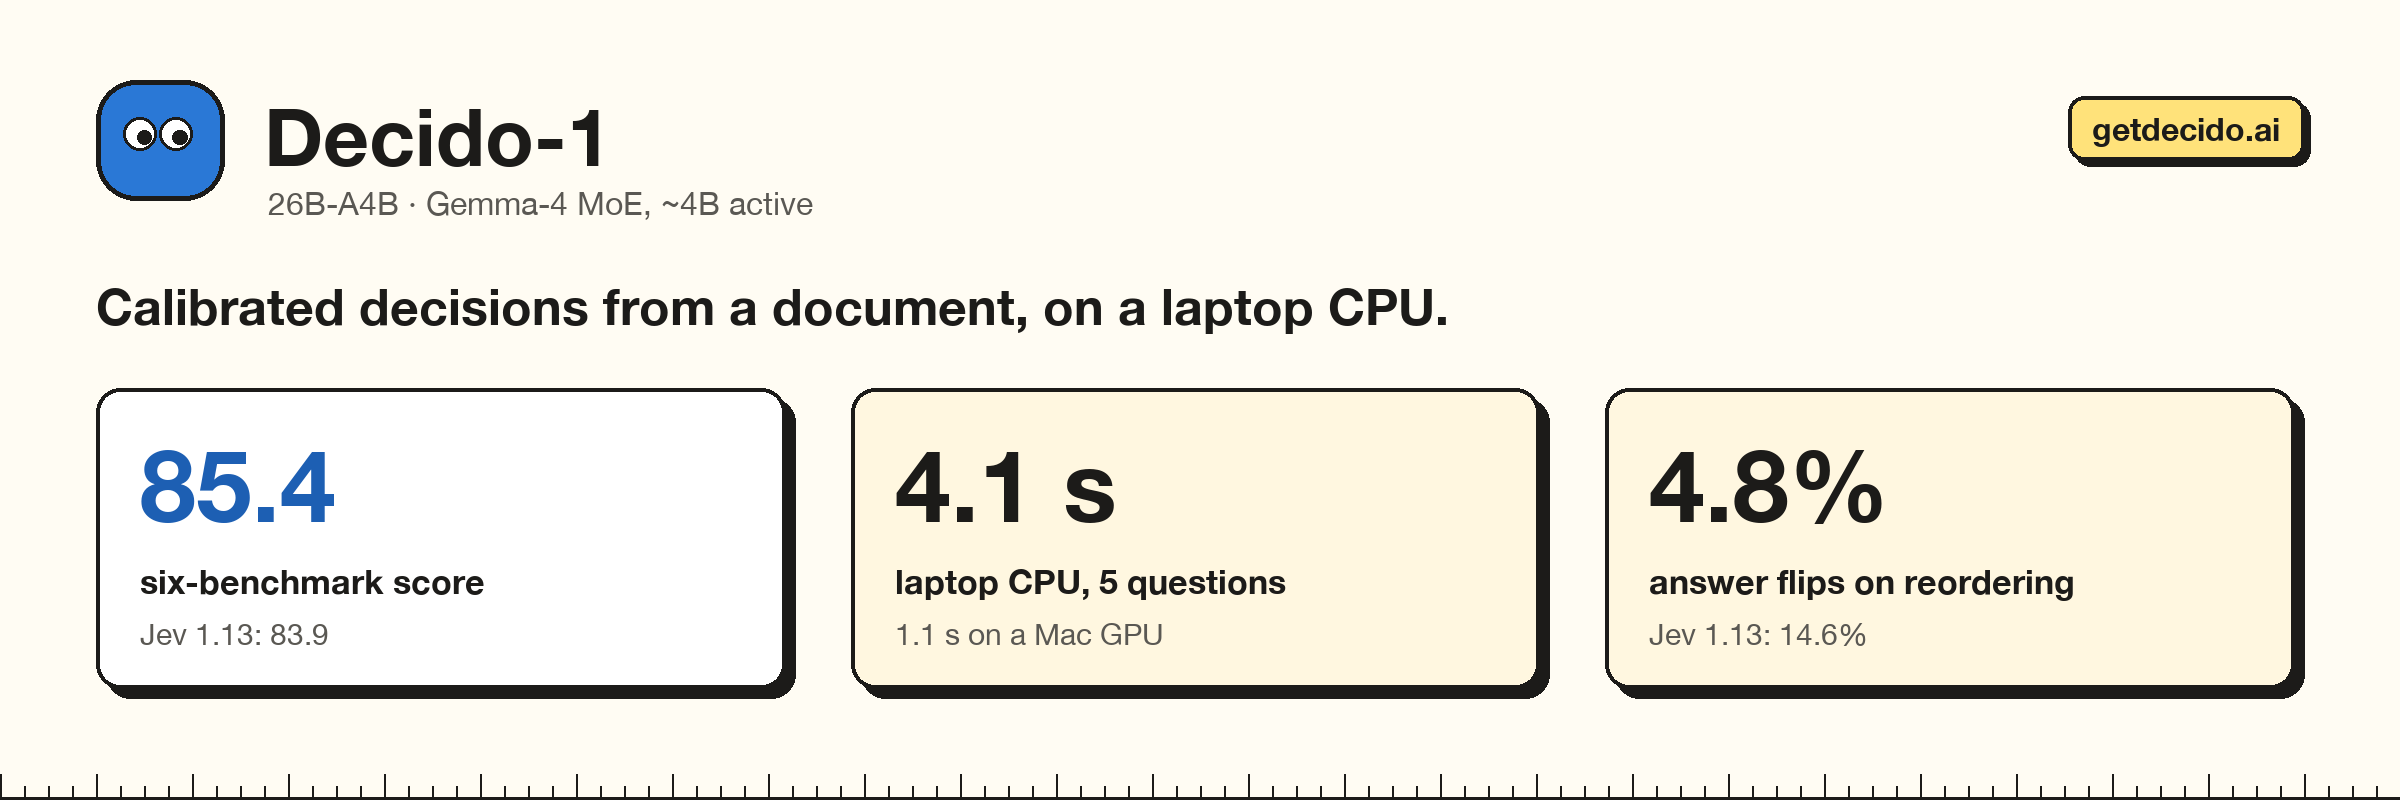 Decido-1
getdecido.ai
26B-A4B · Gemma-4 MoE, ~4B active
Calibrated decisions from a document, on a laptop CPU.
85.4
six-benchmark score
Jev 1.13: 83.9
4.1 s
laptop CPU, 5 questions
1.1 s on a Mac GPU
4.8%
answer flips on reordering
Jev 1.13: 14.6%